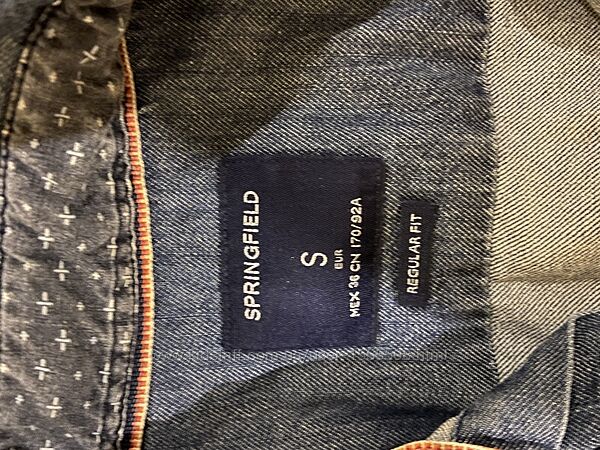 SPRINGFIELD
S
EUR
MEX 36 CN 170/92A
REGULAR FIT